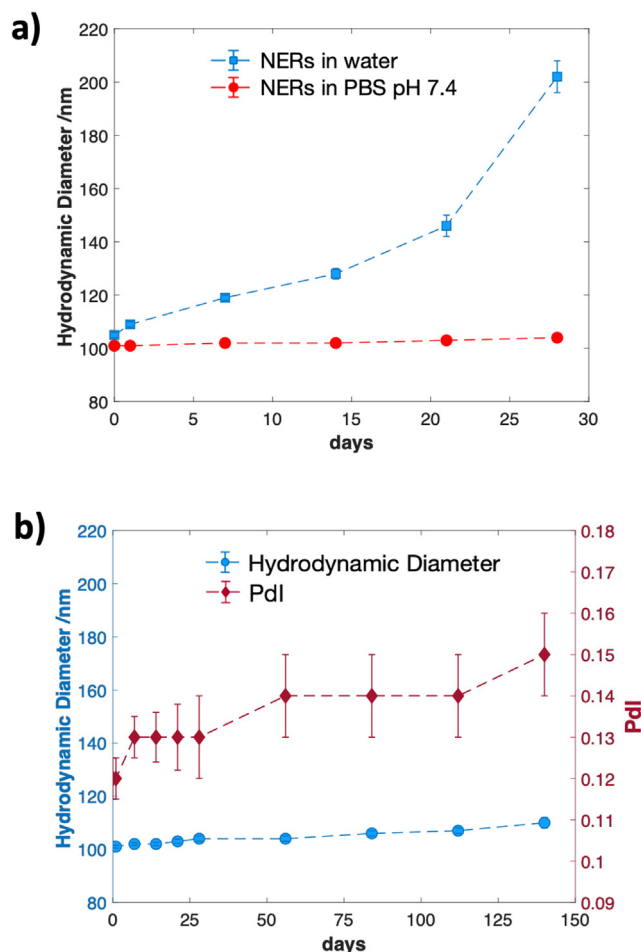 a)
220
200
180
160
140
120
100
80
Hydrodynamic Diameter /nm
NERs in water
NERs in PBS pH 7.4
0 5 10 15 20 25 30
days
b)
220
200
180
160
140
120
100
80
Hydrodynamic Diameter /nm
Hydrodynamic Diameter
PdI
0.18
0.17
0.16
0.15
0.14
0.13
0.12
0.11
0.1
0.09
PdI
0 25 50 75 100 125 150
days